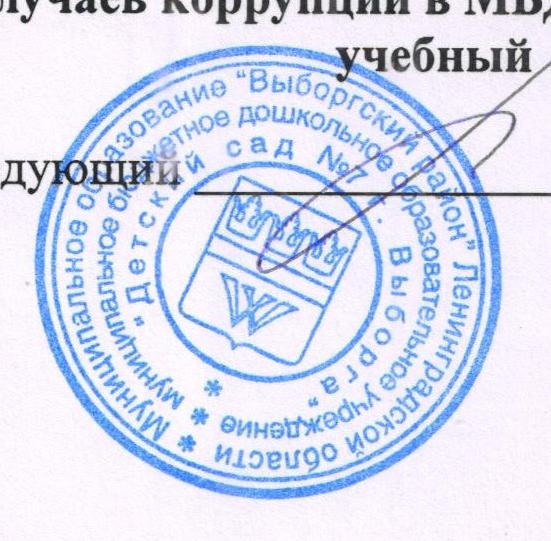 лучаев коррупции в МБД
учебный
дующий
Муниципальное образование "Выборгский район" Ленинградской области *
Муниципальное бюджетное дошкольное образовательное учреждение *
"Детский сад №7 г. Выборга" *
W